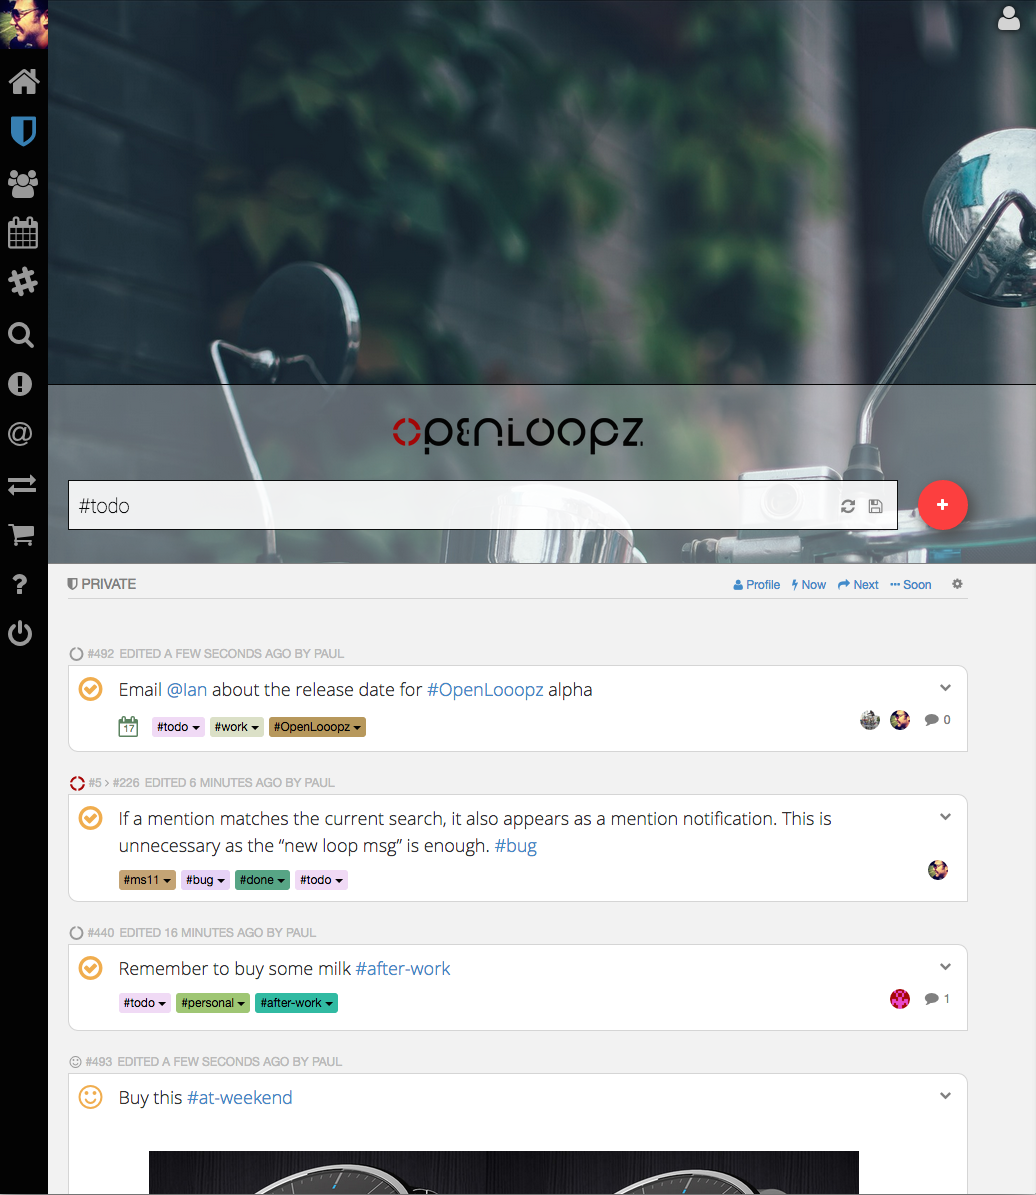 OPENLOOPZ
#todo
PRIVATE
Profile Now Next Soon
#492 EDITED A FEW SECONDS AGO BY PAUL
Email @Ian about the release date for #OpenLooopz alpha
17 #todo #work #OpenLooopz 0
#5 › #226 EDITED 6 MINUTES AGO BY PAUL
If a mention matches the current search, it also appears as a mention notification. This is
unnecessary as the “new loop msg” is enough. #bug
#ms11 #bug #done #todo
#440 EDITED 16 MINUTES AGO BY PAUL
Remember to buy some milk #after-work
#todo #personal #after-work 1
#493 EDITED A FEW SECONDS AGO BY PAUL
Buy this #at-weekend